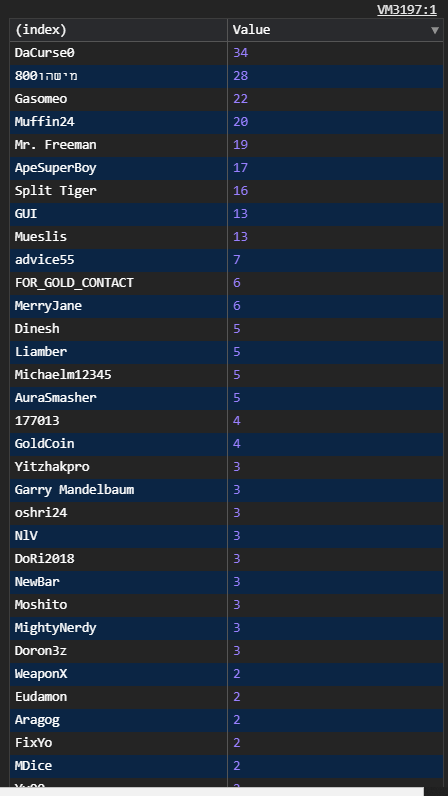 VM3197:1
(index) Value
DaCurse0 34
מישהו800 28
Gasomeo 22
Muffin24 20
Mr. Freeman 19
ApeSuperBoy 17
Split Tiger 16
GUI 13
Mueslis 13
advice55 7
FOR_GOLD_CONTACT 6
MerryJane 6
Dinesh 5
Liamber 5
Michaelm12345 5
AuraSmasher 5
177013 4
GoldCoin 4
Yitzhakpro 3
Garry Mandelbaum 3
oshri24 3
NlV 3
DoRi2018 3
NewBar 3
Moshito 3
MightyNerdy 3
Doron3z 3
WeaponX 2
Eudamon 2
Aragog 2
FixYo 2
MDice 2